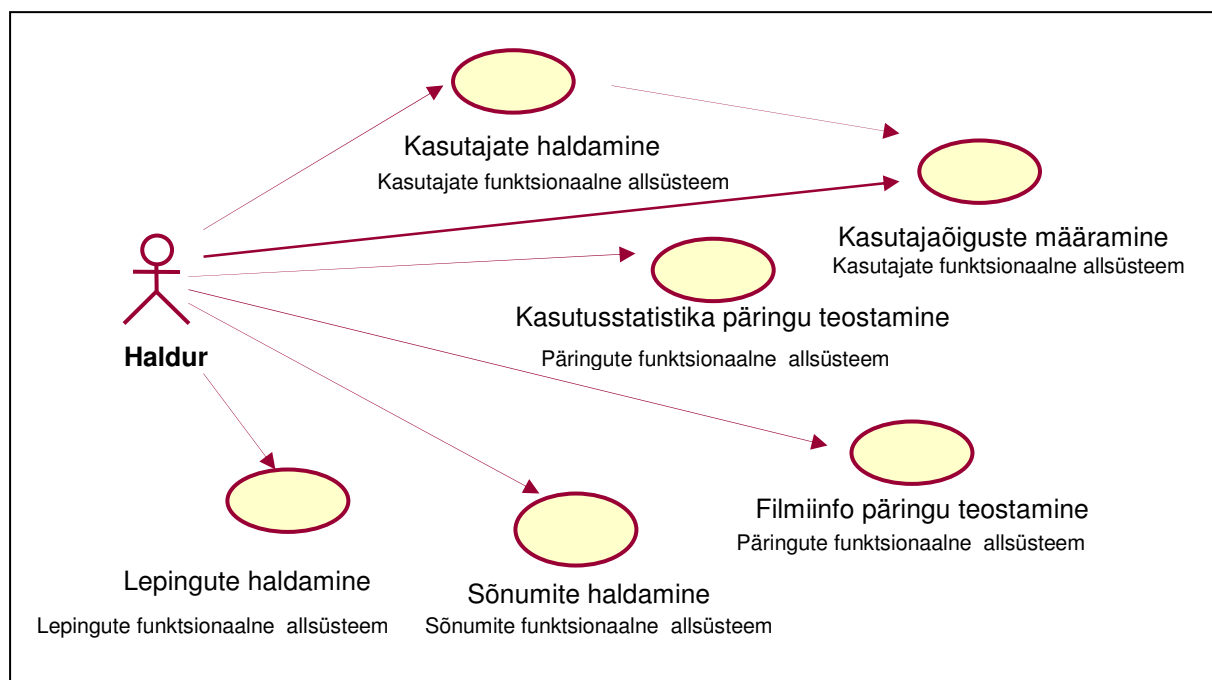 Kasutajate haldamine
Kasutajate funktsionaalne allsüsteem
Kasutajaõiguste määramine
Kasutajate funktsionaalne allsüsteem
Kasutusstatistika päringu teostamine
Päringute funktsionaalne allsüsteem
Haldur
Filmiinfo päringu teostamine
Päringute funktsionaalne allsüsteem
Lepingute haldamine
Lepingute funktsionaalne allsüsteem
Sõnumite haldamine
Sõnumite funktsionaalne allsüsteem